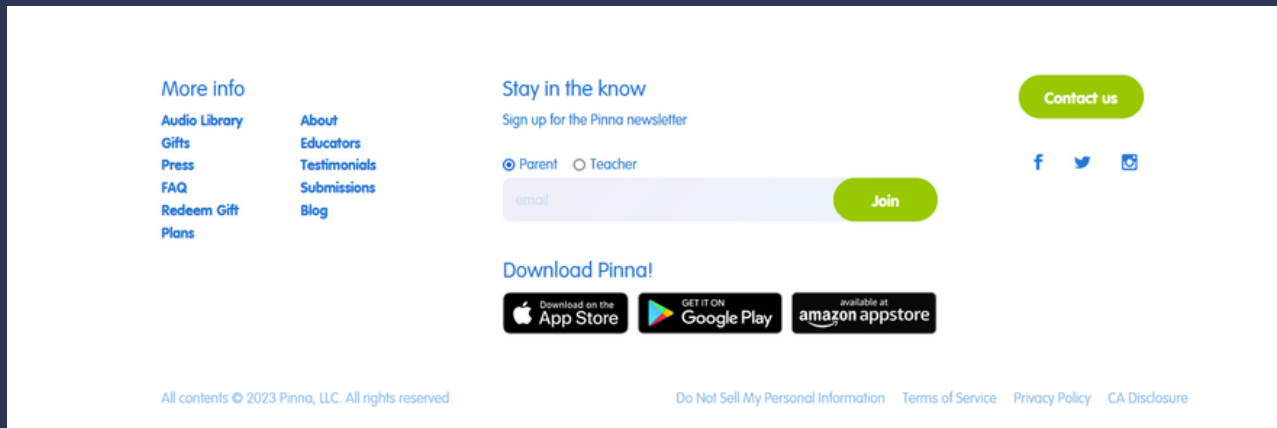 More info
Audio Library
Gifts
Press
FAQ
Redeem Gift
Plans
About
Educators
Testimonials
Submissions
Blog
Stay in the know
Sign up for the Pinna newsletter
Parent Teacher
email
Join
Download Pinna!
Download on the
App Store
GET IT ON
Google Play
available at
amazon appstore
Contact us
All contents © 2023 Pinna, LLC. All rights reserved
Do Not Sell My Personal Information Terms of Service Privacy Policy CA Disclosure